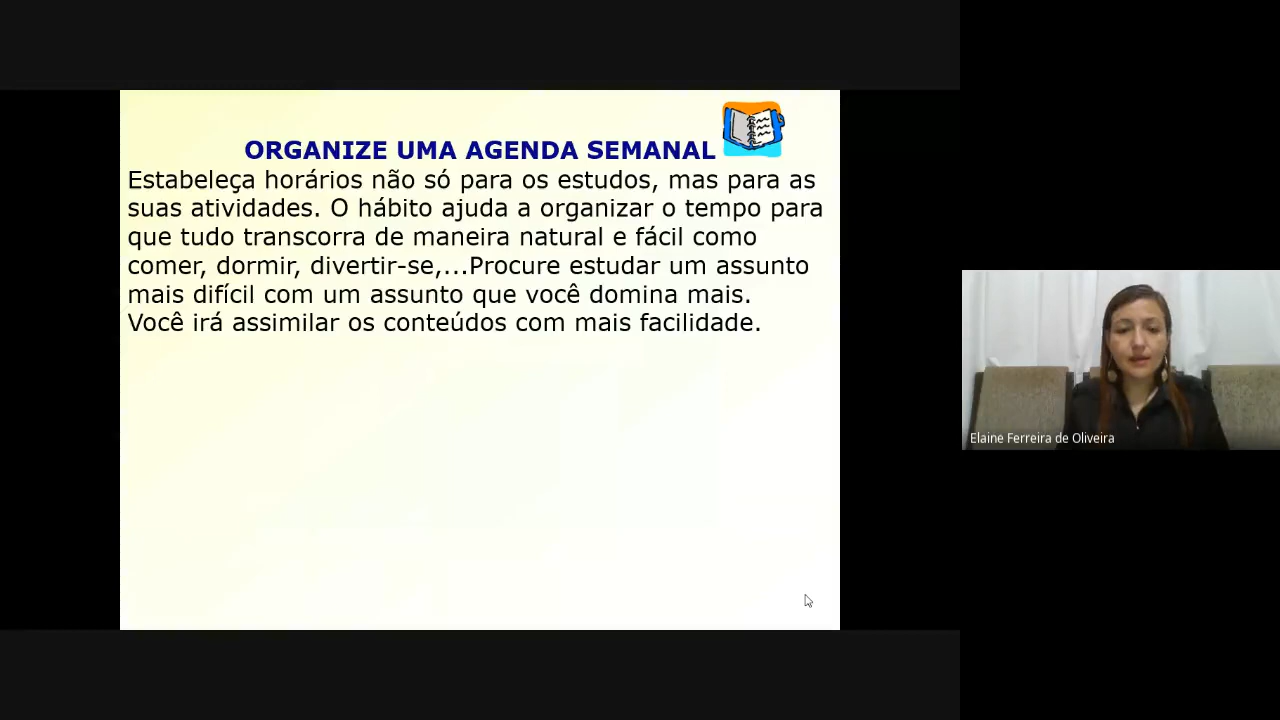 ORGANIZE UMA AGENDA SEMANAL
Estabeleça horários não só para os estudos, mas para as
suas atividades. O hábito ajuda a organizar o tempo para
que tudo transcorra de maneira natural e fácil como
comer, dormir, divertir-se,...Procure estudar um assunto
mais difícil com um assunto que você domina mais.
Você irá assimilar os conteúdos com mais facilidade.
Elaine Ferreira de Oliveira